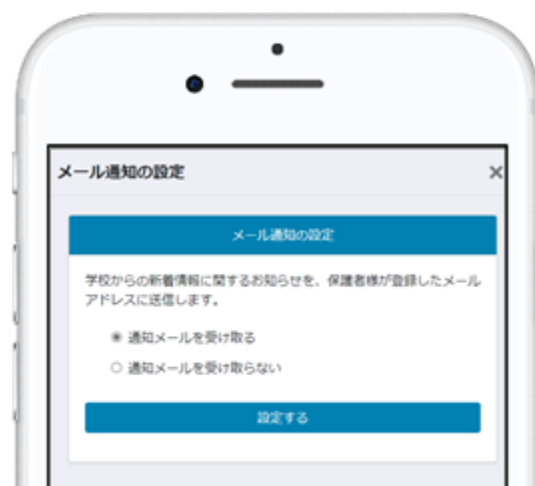 メール通知の設定
メール通知の設定
学校からの新着情報に関するお知らせを、保護者様が登録したメール
アドレスに送信します。
通知メールを受け取る
通知メールを受け取らない
設定する